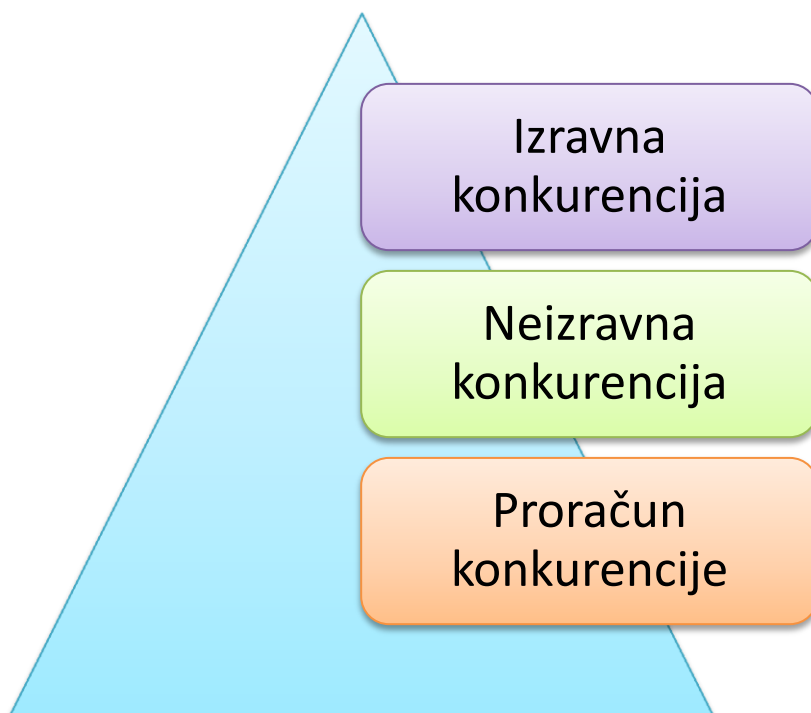 Izravna
konkurencija
Neizravna
konkurencija
Proračun
konkurencije